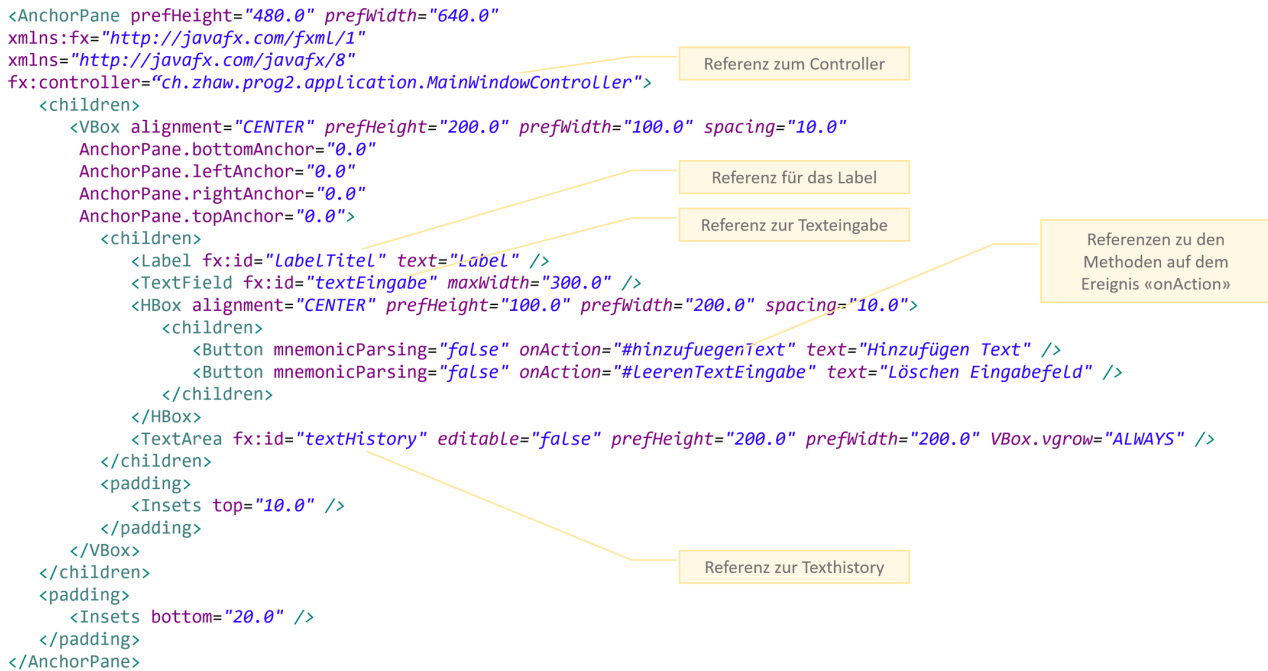 <AnchorPane prefHeight="480.0" prefWidth="640.0"
xmlns:fx="http://javafx.com/fxml/1"
xmlns="http://javafx.com/javafx/8"
fx:controller=“ch.zhaw.prog2.application.MainWindowController">
<children>
<VBox alignment="CENTER" prefHeight="200.0" prefWidth="100.0" spacing="10.0"
AnchorPane.bottomAnchor="0.0"
AnchorPane.leftAnchor="0.0"
AnchorPane.rightAnchor="0.0"
AnchorPane.topAnchor="0.0">
<children>
<Label fx:id="labelTitel" text="Label" />
<TextField fx:id="textEingabe" maxWidth="300.0" />
<HBox alignment="CENTER" prefHeight="100.0" prefWidth="200.0" spacing="10.0">
<children>
<Button mnemonicParsing="false" onAction="#hinzufuegenText" text="Hinzufügen Text" />
<Button mnemonicParsing="false" onAction="#leerenTextEingabe" text="Löschen Eingabefeld" />
</children>
</HBox>
<TextArea fx:id="textHistory" editable="false" prefHeight="200.0" prefWidth="200.0" VBox.vgrow="ALWAYS" />
</children>
<padding>
<Insets top="10.0" />
</padding>
</VBox>
</children>
<padding>
<Insets bottom="20.0" />
</padding>
</AnchorPane>
Referenz zum Controller
Referenz für das Label
Referenz zur Texteingabe
Referenzen zu den
Methoden auf dem
Ereignis «onAction»
Referenz zur Texthistory